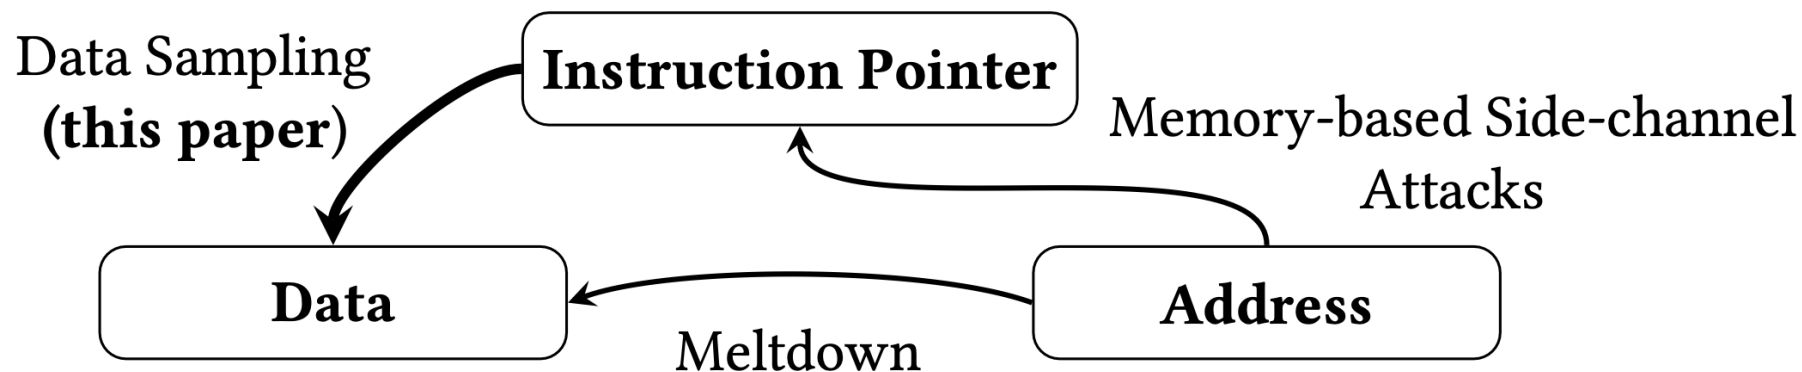 Data Sampling
(this paper)
Instruction Pointer
Memory-based Side-channel
Attacks
Data
Meltdown
Address